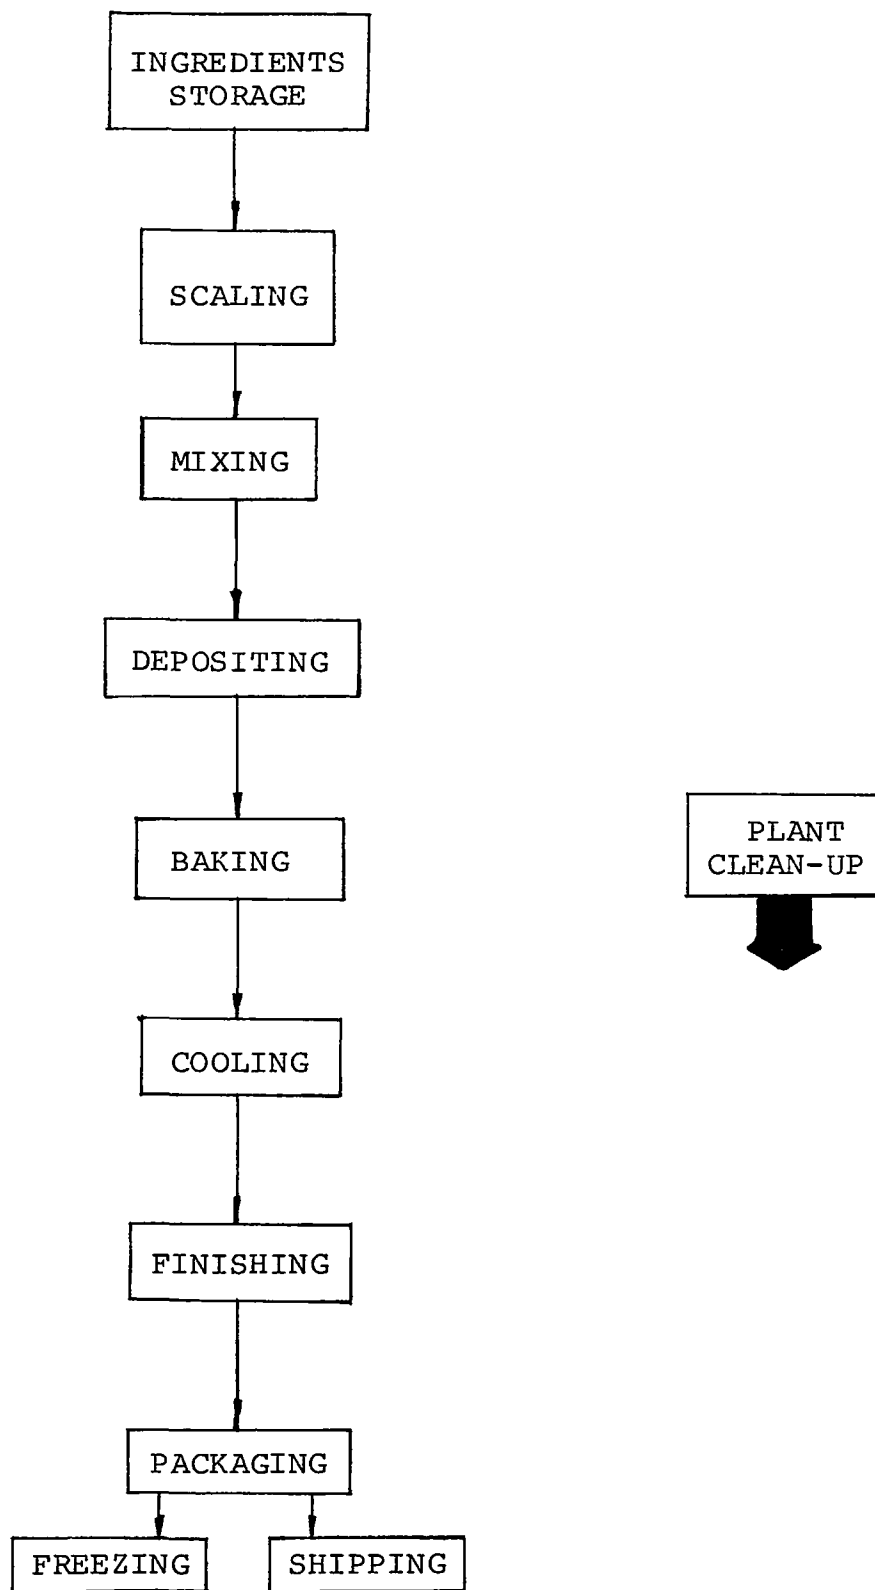 INGREDIENTS
STORAGE
SCALING
MIXING
DEPOSITING
BAKING
PLANT
CLEAN-UP
COOLING
FINISHING
PACKAGING
FREEZING
SHIPPING